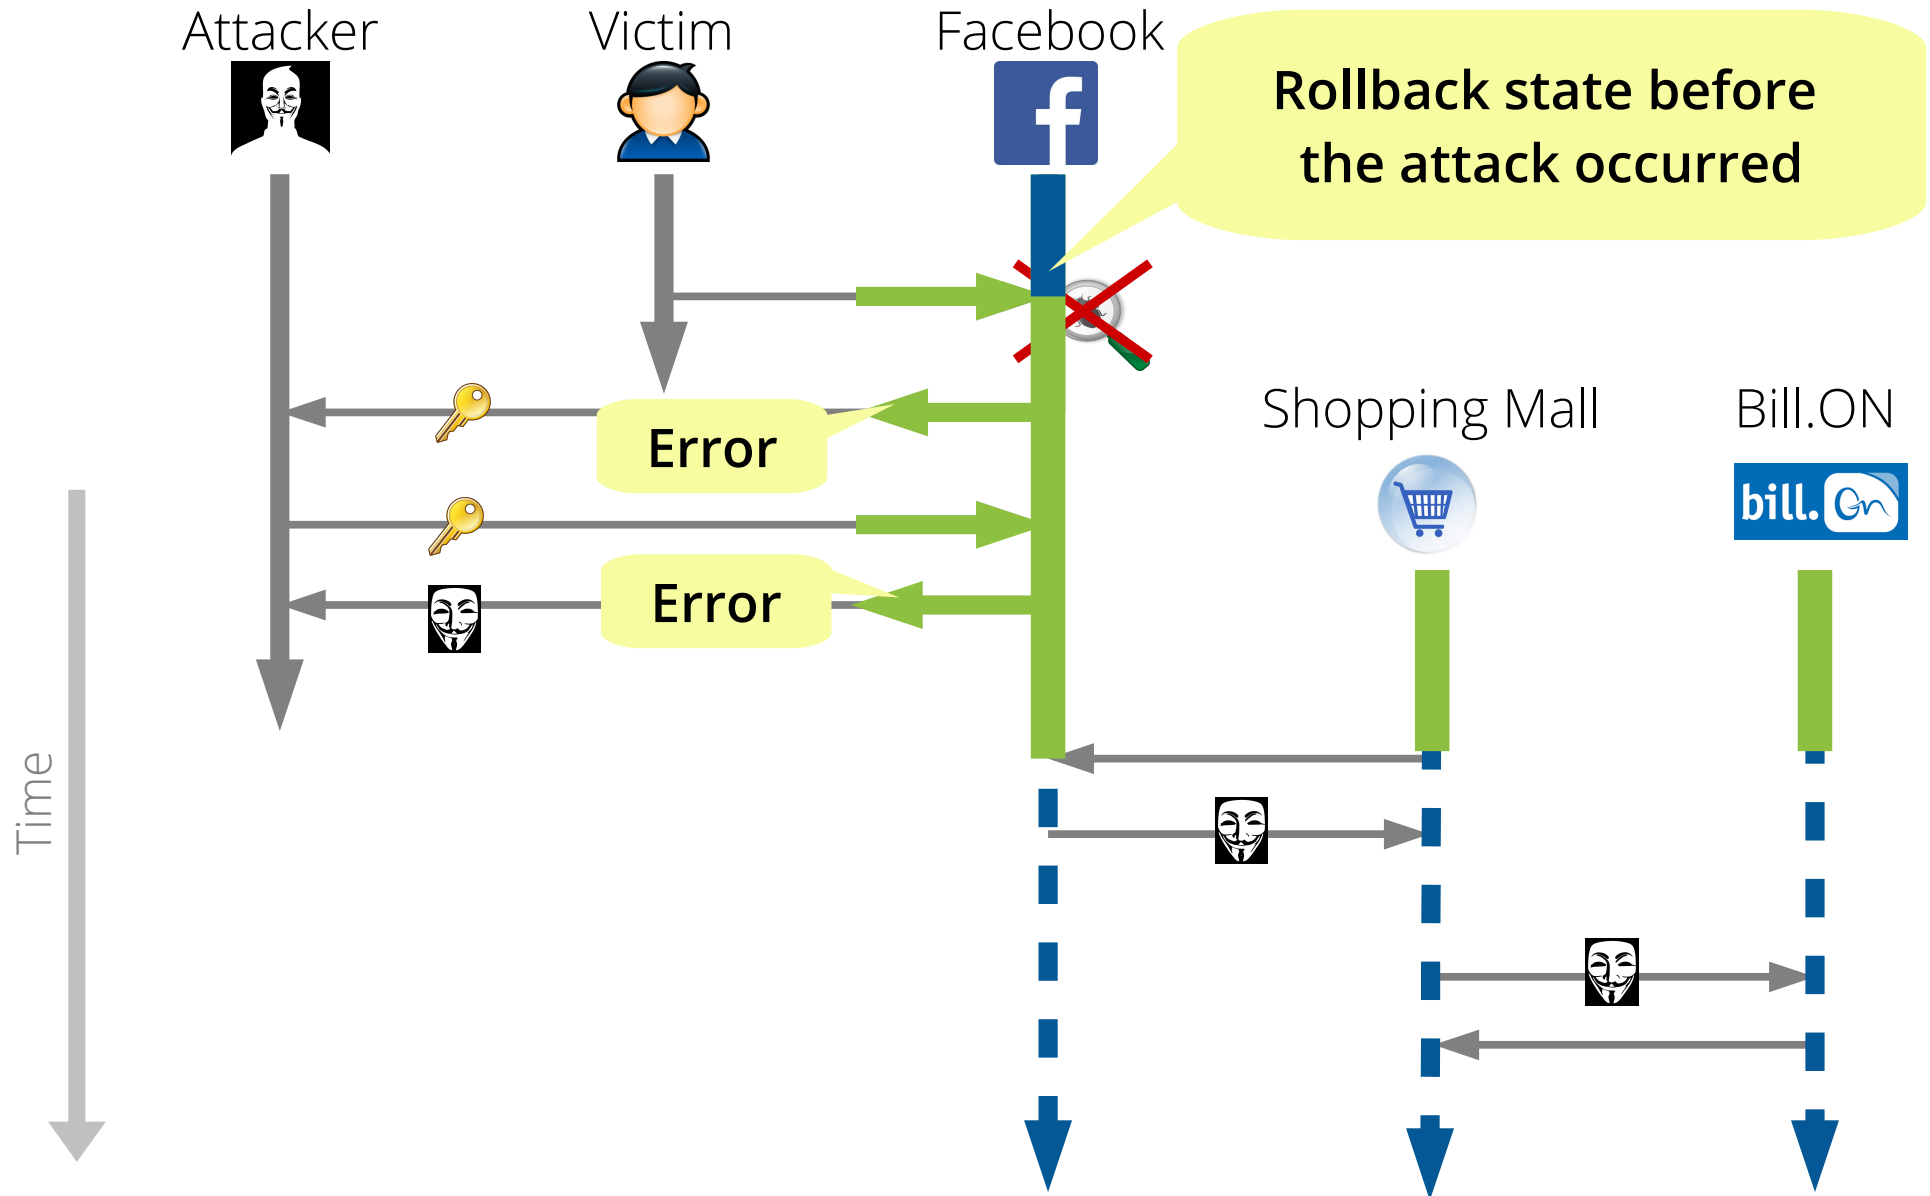 Attacker
Victim
Facebook
Rollback state before
the attack occurred
Error
Shopping Mall
Bill.ON
bill.On
Error
Time